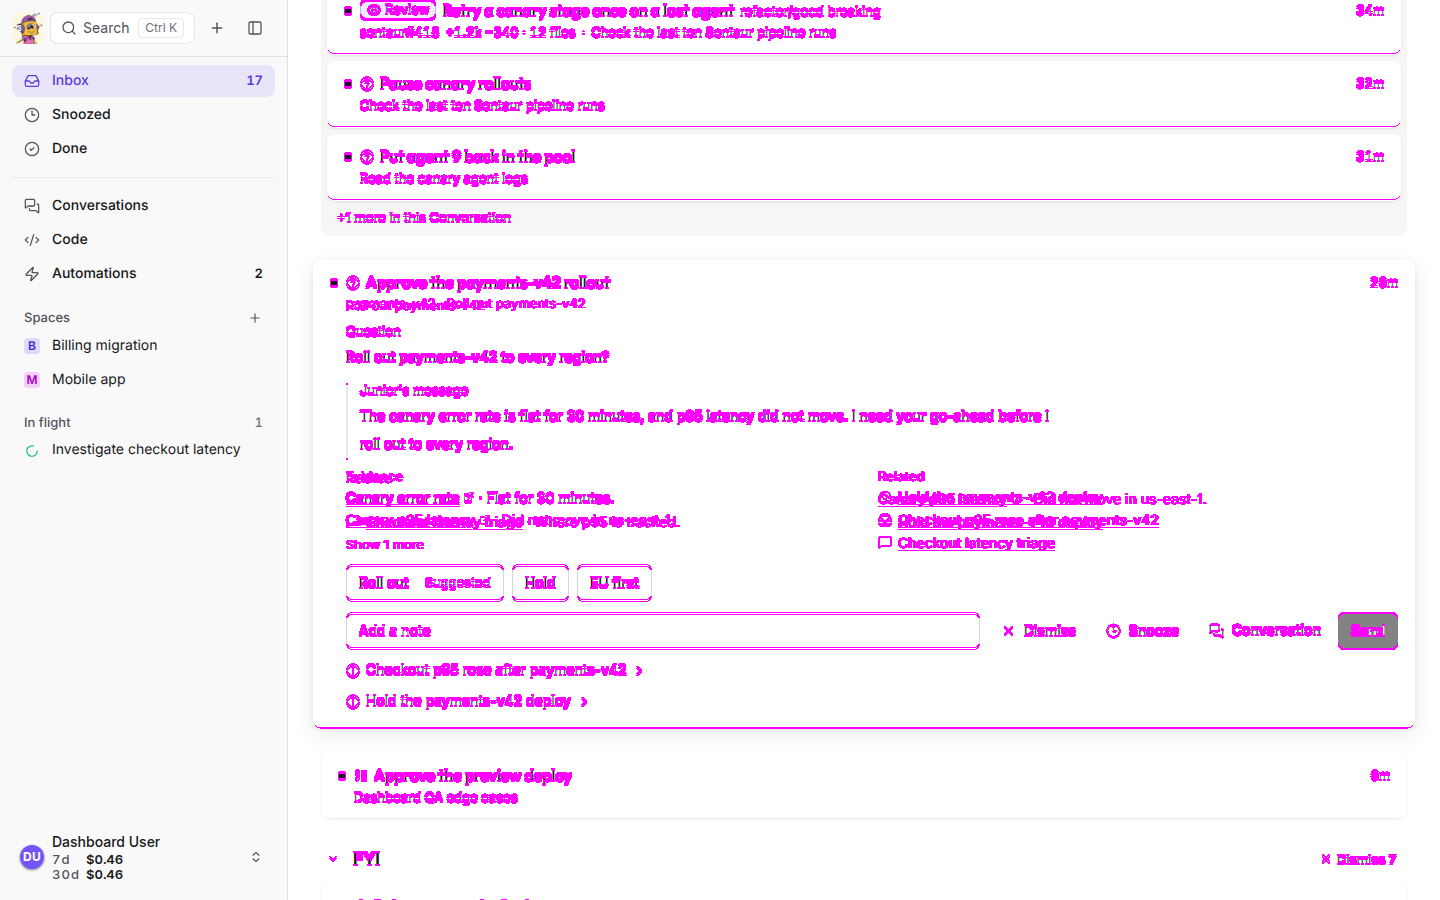 Search Ctrl K
Inbox 17
Snoozed
Done
Conversations
Code
Automations 2
Spaces
Billing migration
Mobile app
In flight 1
Investigate checkout latency
DU Dashboard User
7d $0.46
30d $0.46
Review Retry a canary stage once on a lost agent
+1.2k −340 · 12 files · Check the last ten Centaur pipeline runs
34m
Pause canary rollouts
Check the last ten Centaur pipeline runs
Put agent 9 back in the pool
Read the canary agent logs
31m
+1 more in this Conversation
Approve the payments-v42 rollout
Question
Roll out payments-v42 to every region?
Junior's message
The canary error rate is flat for 30 minutes, and p95 latency did not move. I need your go-ahead before I
roll out to every region.
Canary error rate · Flat for 30 minutes.
Show 1 more
Related
Checkout latency triage
Roll out Suggested
Hold
EU first
Add a note
Dismiss
Snooze
Conversation
Send
Checkout p95 rose after payments-v42
Hold the payments-v42 deploy
Approve the preview deploy
Dashboard QA edge cases
FYI
Dismiss 7